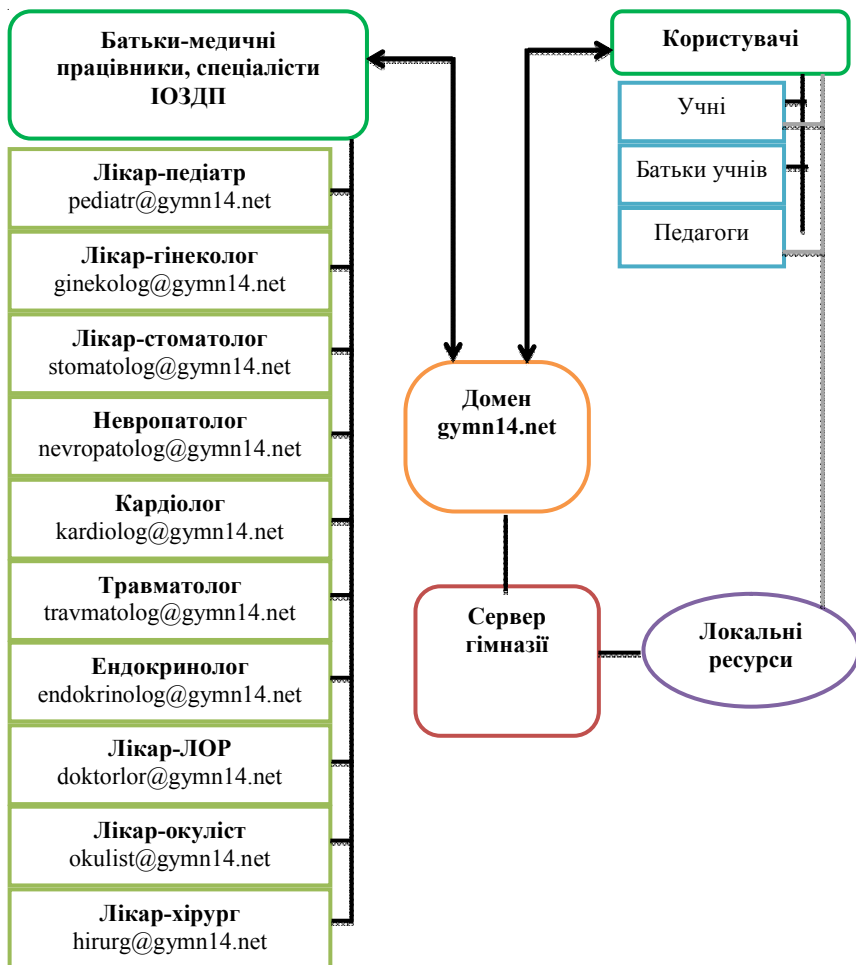 Батьки-медичні
працівники, спеціалісти
ІОЗДП
Лікар-педіатр
pediatr@gymn14.net
Лікар-гінеколог
ginekolog@gymn14.net
Лікар-стоматолог
stomatolog@gymn14.net
Невропатолог
nevropatolog@gymn14.net
Кардіолог
kardiolog@gymn14.net
Травматолог
travmatolog@gymn14.net
Ендокринолог
endokrinolog@gymn14.net
Лікар-ЛОР
doktorlor@gymn14.net
Лікар-окуліст
okulist@gymn14.net
Лікар-хірург
hirurg@gymn14.net
Користувачі
Учні
Батьки учнів
Педагоги
Домен
gymn14.net
Сервер
гімназії
Локальні
ресурси